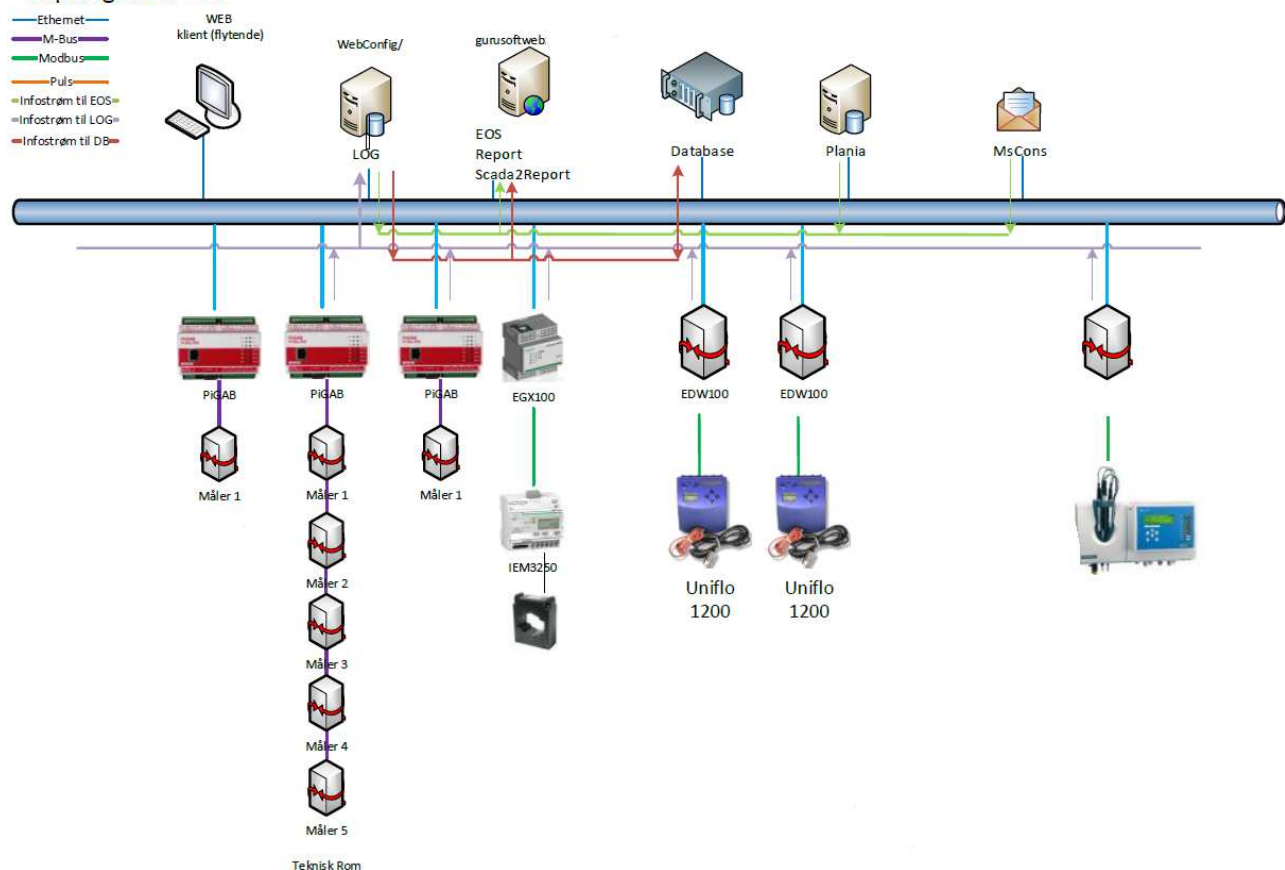 Ethernet
M-Bus
Modbus
Puls
Infostrøm til EOS
Infostrøm til LOG
Infostrøm til DB
WEB
klient (flytende)
WebConfig/
LOG
gurusoftweb
EOS
Report
Scada2Report
Database
Plania
MsCons
PiGAB
PiGAB
PiGAB
EGX100
EDW100
EDW100
Måler 1
Måler 1
Måler 1
Måler 2
IEM3250
Uniflo
1200
Uniflo
1200
Måler 3
Måler 4
Måler 5
Teknisk Rom